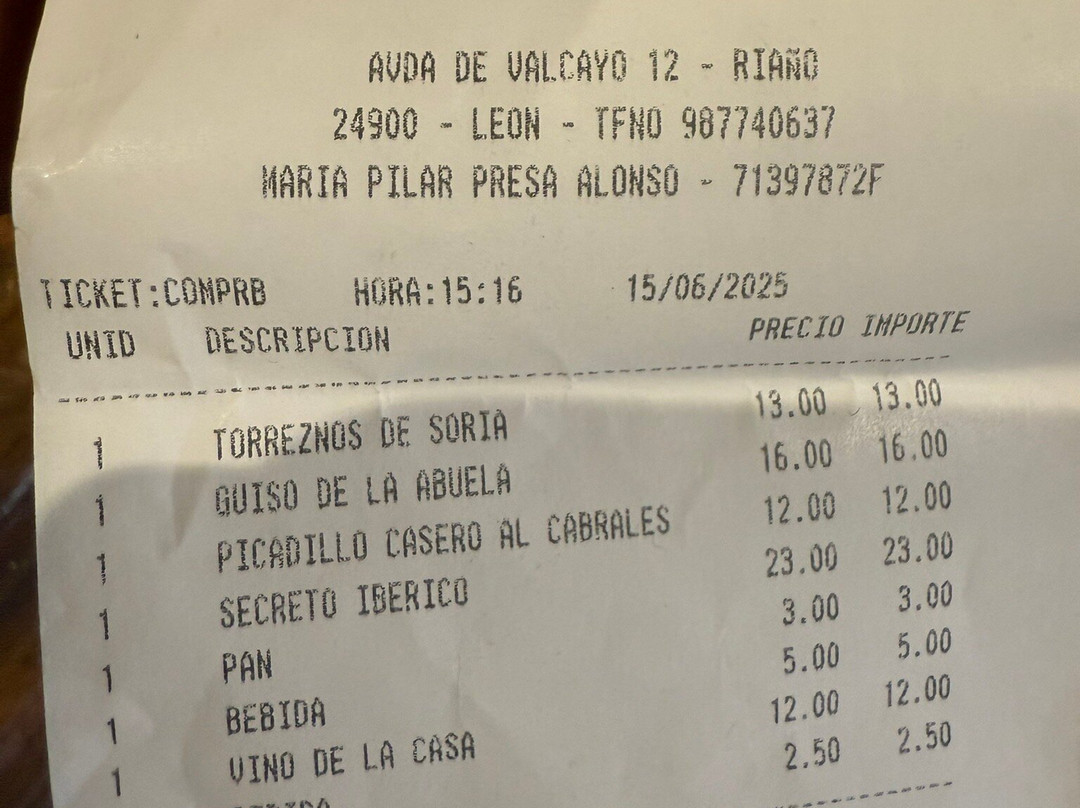 AVDA DE VALCAYO 12 - RIAÑO
24900 - LEON - TFNO 987740637
MARIA PILAR PRESA ALONSO - 71397872F
TICKET:COMPRB HORA:15:16 15/06/2025
UNID DESCRIPCION PRECIO IMPORTE
1 TORREZNOS DE SORIA 13.00 13.00
1 GUISO DE LA ABUELA 16.00 16.00
1 PICADILLO CASERO AL CABRALES 12.00 12.00
1 SECRETO IBERICO 23.00 23.00
1 PAN 3.00 3.00
1 BEBIDA 5.00 5.00
1 VINO DE LA CASA 12.00 12.00
BEBIDA 2.50 2.50